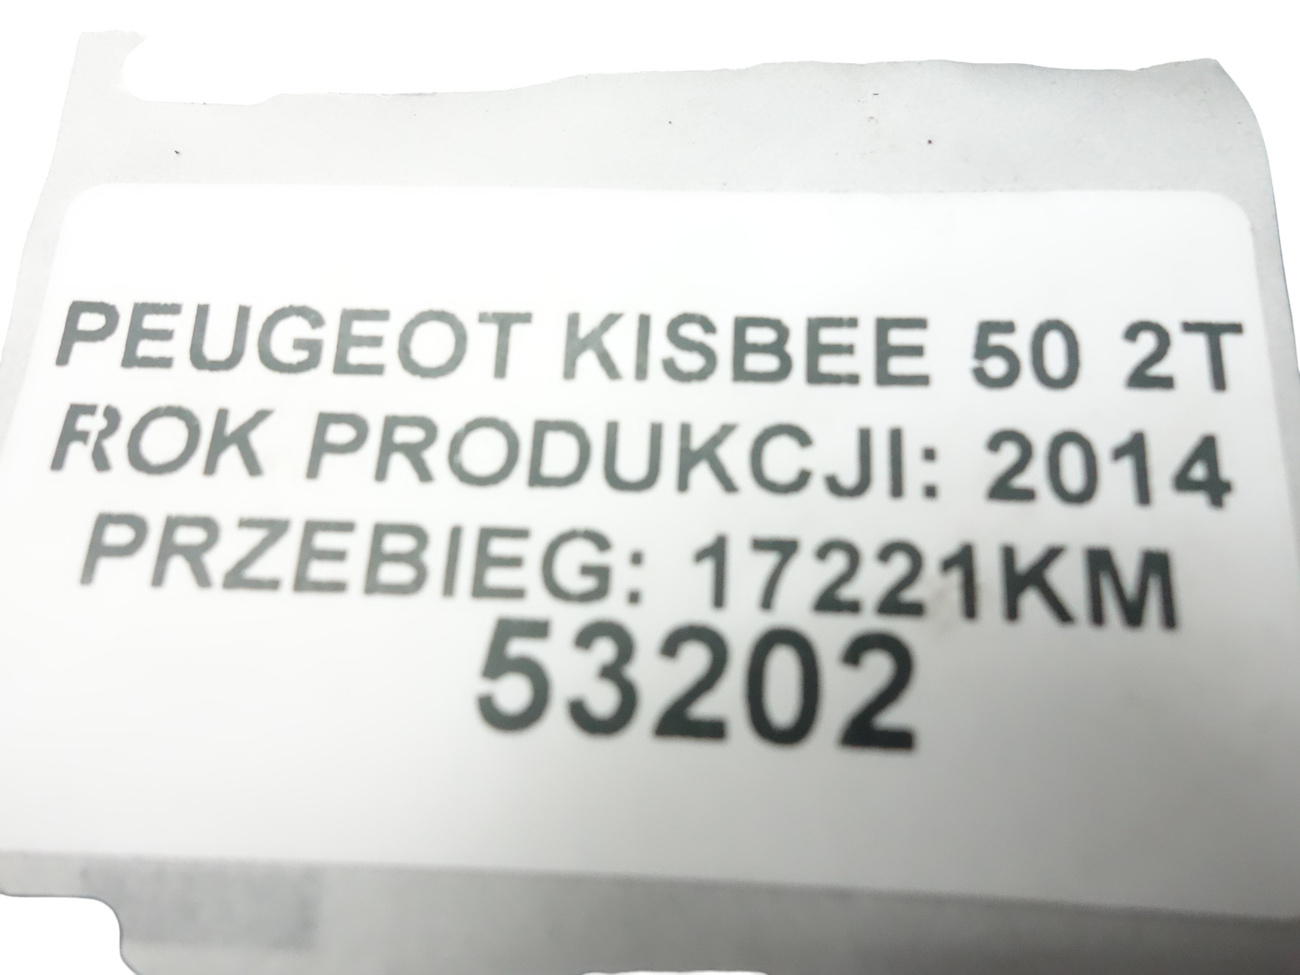 PEUGEOT KISBEE 50 2T
ROK PRODUKCJI: 2014
PRZEBIEG: 17221KM
53202